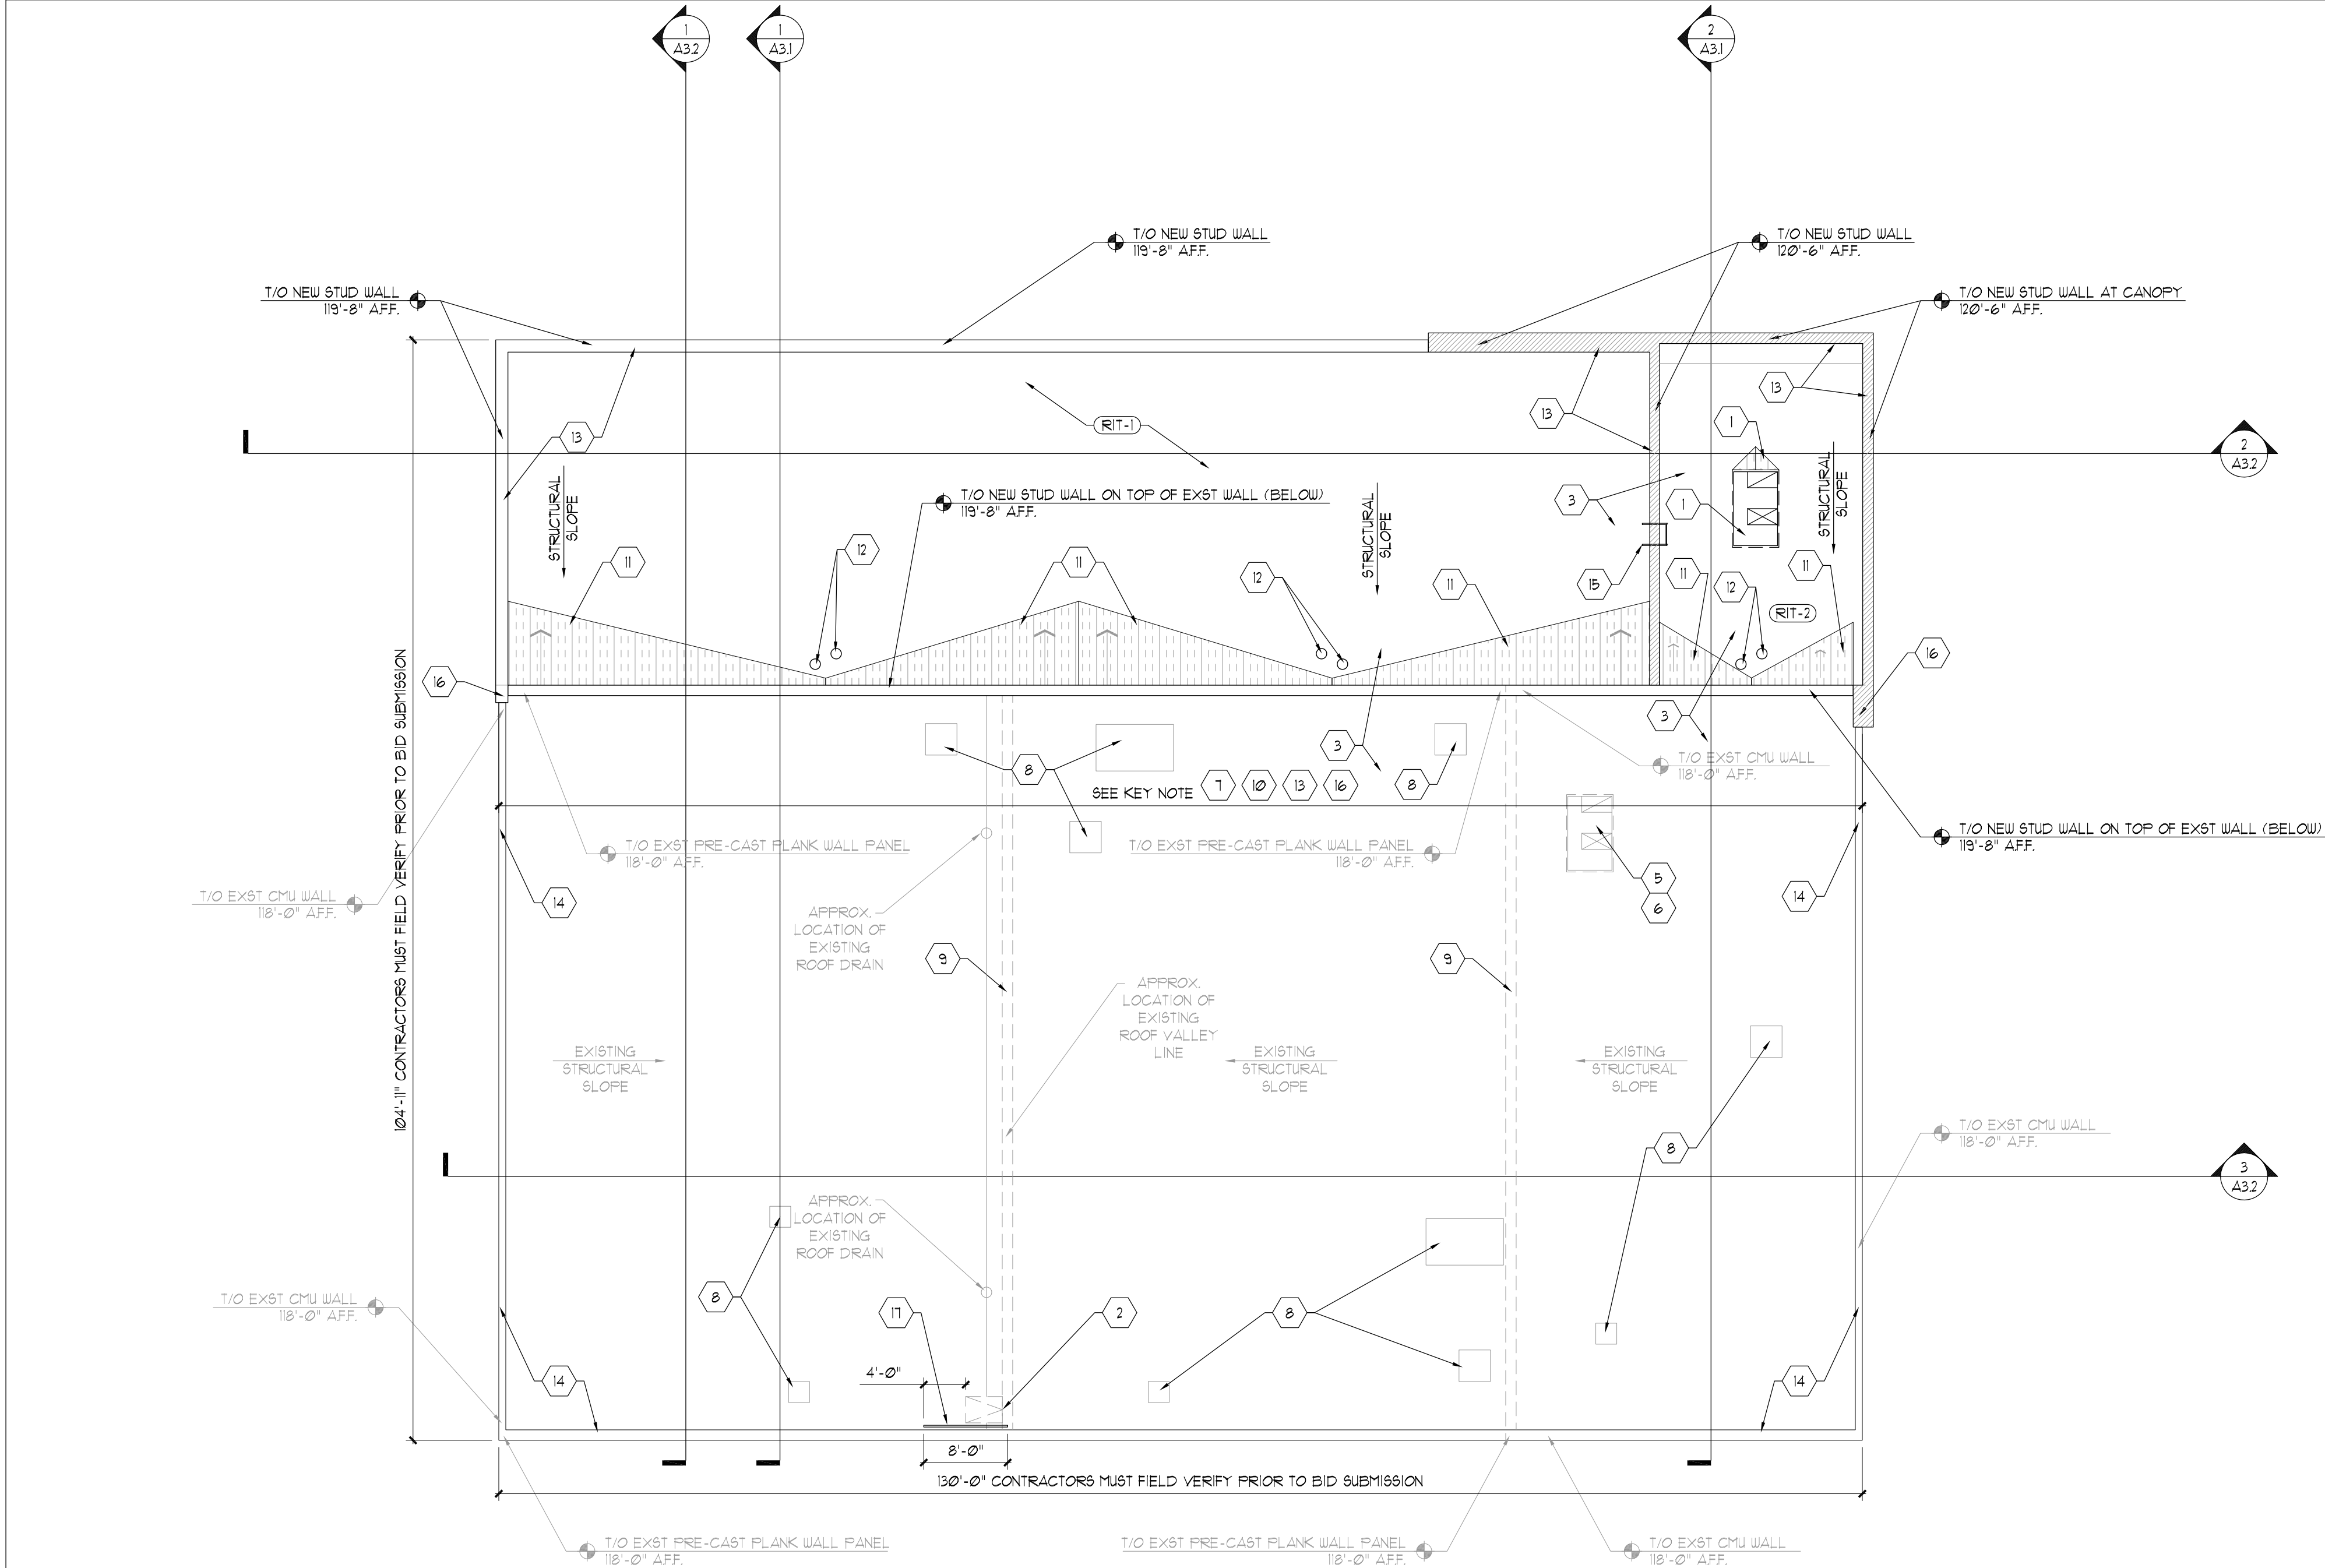 1
A3.2
1
A3.1
2
A3.1
T/O NEW STUD WALL
119'-8" A.F.F.
T/O NEW STUD WALL
120'-6" A.F.F.
T/O NEW STUD WALL
119'-8" A.F.F.
T/O NEW STUD WALL AT CANOPY
120'-6" A.F.F.
13
1
13
RIT-1
13
2
A3.2
STRUCTURAL
SLOPE
T/O NEW STUD WALL ON TOP OF EXST WALL (BELOW)
119'-8" A.F.F.
STRUCTURAL
SLOPE
3
1
STRUCTURAL
SLOPE
11
12
11
12
11
15
11
12
11
RIT-2
16
16
3
3
8
8
T/O EXST CMU WALL
118'-0" A.F.F.
SEE KEY NOTE 7 10 13 16
104'-11" CONTRACTORS MUST FIELD VERIFY PRIOR TO BID SUBMISSION
T/O EXST PRE-CAST PLANK WALL PANEL
118'-0" A.F.F.
T/O EXST PRE-CAST PLANK WALL PANEL
118'-0" A.F.F.
T/O NEW STUD WALL ON TOP OF EXST WALL (BELOW)
119'-8" A.F.F.
5
6
T/O EXST CMU WALL
118'-0" A.F.F.
14
14
APPROX.
LOCATION OF
EXISTING
ROOF DRAIN
9
9
APPROX.
LOCATION OF
EXISTING
ROOF VALLEY
LINE
EXISTING
STRUCTURAL
SLOPE
EXISTING
STRUCTURAL
SLOPE
EXISTING
STRUCTURAL
SLOPE
T/O EXST CMU WALL
118'-0" A.F.F.
8
3
A3.2
APPROX.
LOCATION OF
EXISTING
ROOF DRAIN
T/O EXST CMU WALL
118'-0" A.F.F.
8
17
2
8
4'-0"
14
14
8'-0"
130'-0" CONTRACTORS MUST FIELD VERIFY PRIOR TO BID SUBMISSION
T/O EXST PRE-CAST PLANK WALL PANEL
118'-0" A.F.F.
T/O EXST PRE-CAST PLANK WALL PANEL
118'-0" A.F.F.
T/O EXST CMU WALL
118'-0" A.F.F.